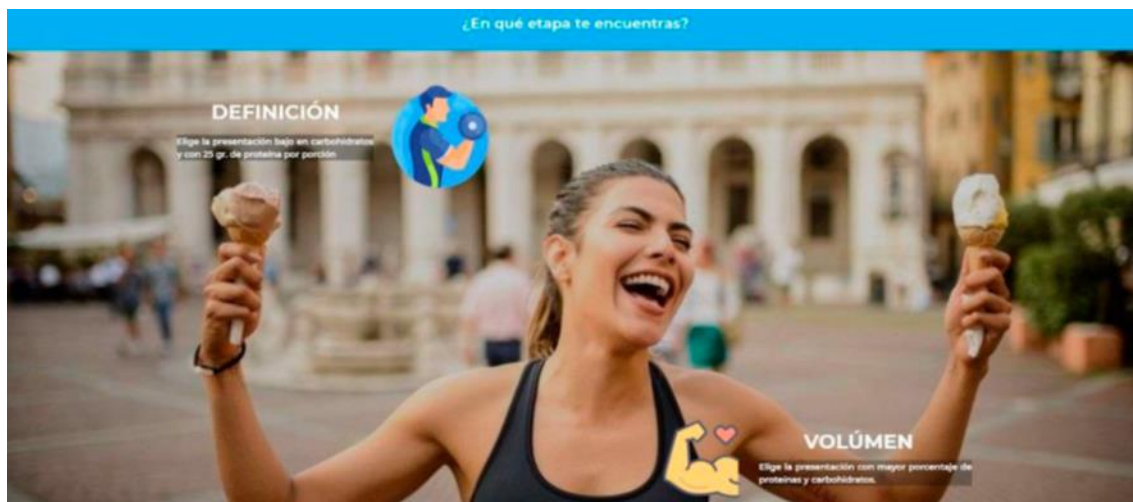 ¿En qué etapa te encuentras?
DEFINICIÓN
Elige la presentación bajo en carbohidratos
y con 25 gr. de proteína por porción
VOLÚMEN
Elige la presentación con mayor porcentaje de
proteínas y carbohidratos.